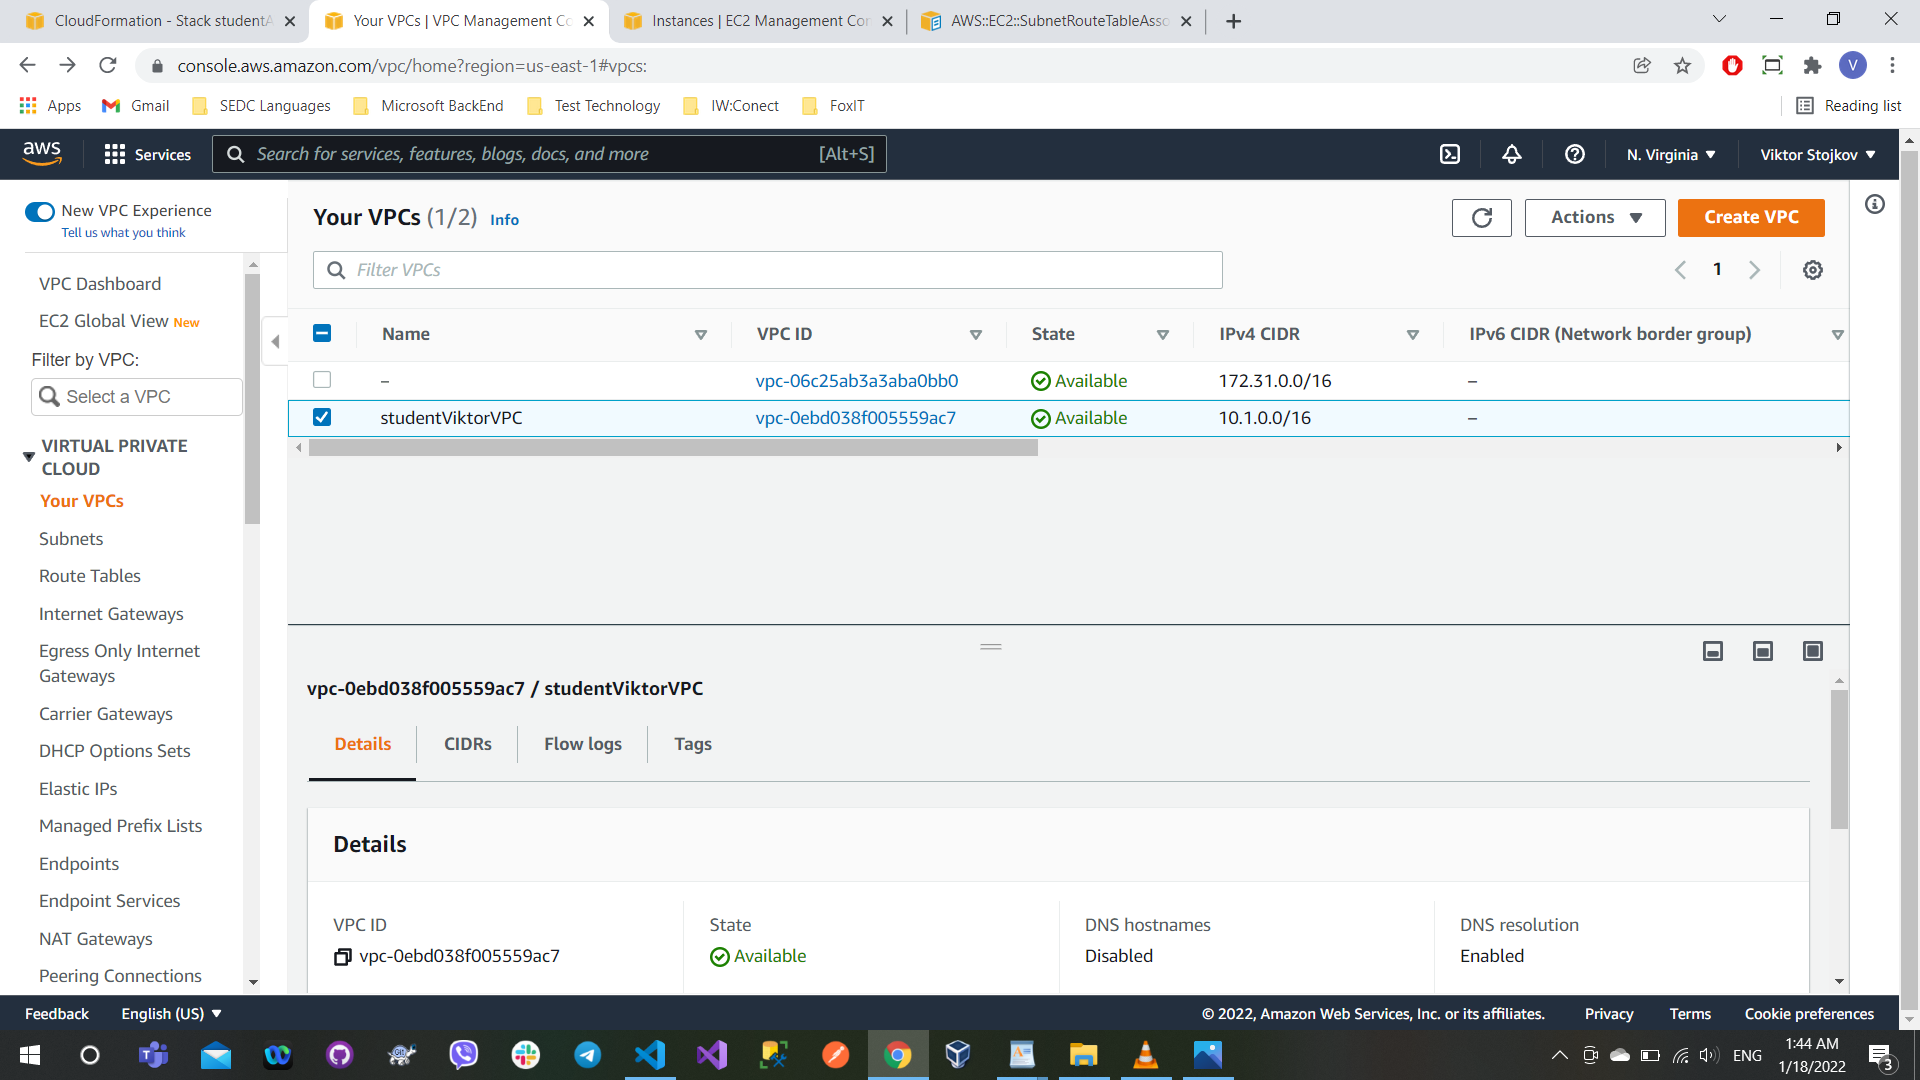 CloudFormation - Stack studentA
Your VPCs | VPC Management Co
Instances | EC2 Management Con
AWS::EC2::SubnetRouteTableAsso
console.aws.amazon.com/vpc/home?region=us-east-1#vpcs:
V
Apps
Gmail
SEDC Languages
Microsoft BackEnd
Test Technology
IW:Conect
FoxIT
Reading list
aws
Services
Search for services, features, blogs, docs, and more
[Alt+S]
N. Virginia
Viktor Stojkov
New VPC Experience
Tell us what you think
VPC Dashboard
EC2 Global View New
Filter by VPC:
Select a VPC
VIRTUAL PRIVATE
CLOUD
Your VPCs
Subnets
Route Tables
Internet Gateways
Egress Only Internet
Gateways
Carrier Gateways
DHCP Options Sets
Elastic IPs
Managed Prefix Lists
Endpoints
Endpoint Services
NAT Gateways
Peering Connections
Your VPCs (1/2) Info
Actions
Create VPC
Filter VPCs
1
Name VPC ID State IPv4 CIDR IPv6 CIDR (Network border group)
– vpc-06c25ab3a3aba0bb0 Available 172.31.0.0/16 –
studentViktorVPC vpc-0ebd038f005559ac7 Available 10.1.0.0/16 –
vpc-0ebd038f005559ac7 / studentViktorVPC
Details CIDRs Flow logs Tags
Details
VPC ID
vpc-0ebd038f005559ac7
State
Available
DNS hostnames
Disabled
DNS resolution
Enabled
Feedback
English (US)
© 2022, Amazon Web Services, Inc. or its affiliates.
Privacy
Terms
Cookie preferences
ENG
1:44 AM
1/18/2022
3